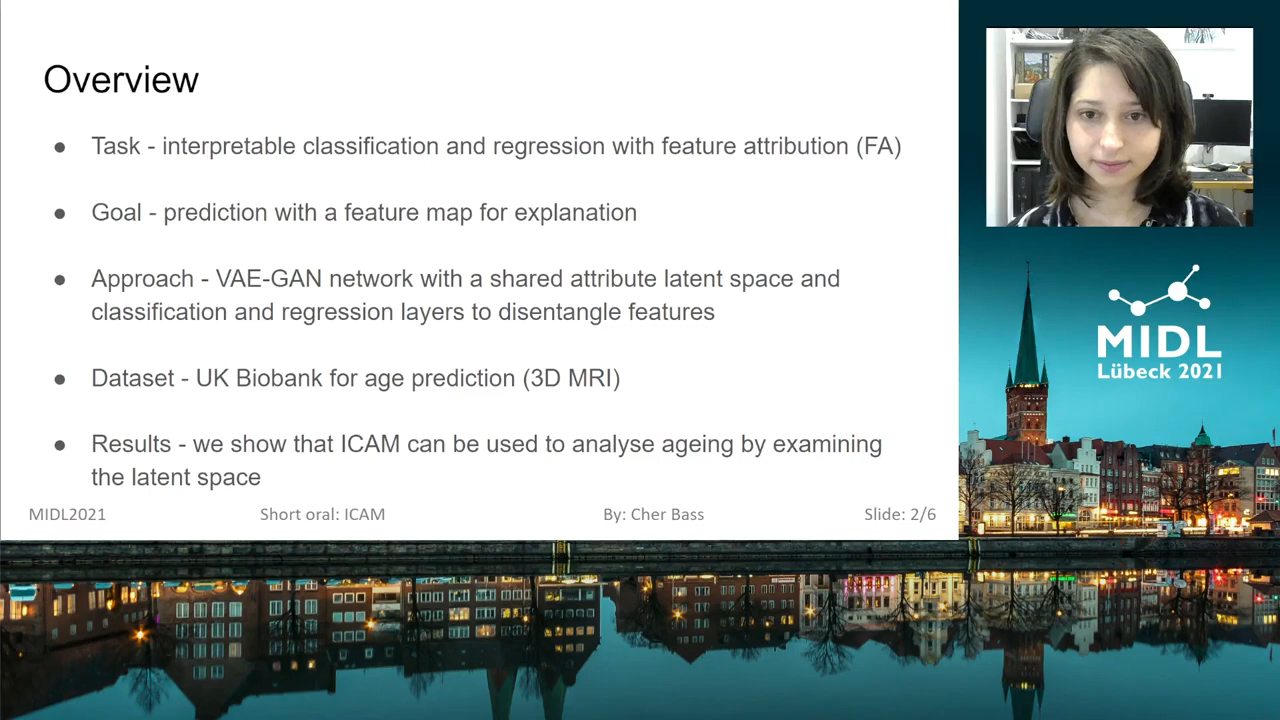 Overview
● Task - interpretable classification and regression with feature attribution (FA)
● Goal - prediction with a feature map for explanation
● Approach - VAE-GAN network with a shared attribute latent space and
classification and regression layers to disentangle features
● Dataset - UK Biobank for age prediction (3D MRI)
● Results - we show that ICAM can be used to analyse ageing by examining
the latent space
MIDL2021 Short oral: ICAM By: Cher Bass Slide: 2/6
MIDL
Lübeck 2021